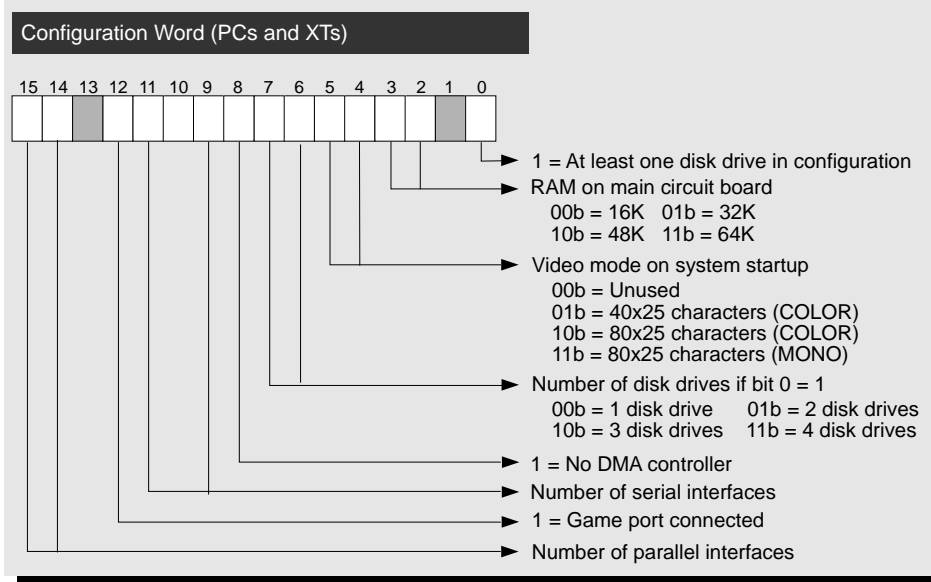 Configuration Word (PCs and XTs)
15 14 13 12 11 10 9 8 7 6 5 4 3 2 1 0
1 = At least one disk drive in configuration
RAM on main circuit board
00b = 16K 01b = 32K
10b = 48K 11b = 64K
Video mode on system startup
00b = Unused
01b = 40x25 characters (COLOR)
10b = 80x25 characters (COLOR)
11b = 80x25 characters (MONO)
Number of disk drives if bit 0 = 1
00b = 1 disk drive 01b = 2 disk drives
10b = 3 disk drives 11b = 4 disk drives
1 = No DMA controller
Number of serial interfaces
1 = Game port connected
Number of parallel interfaces